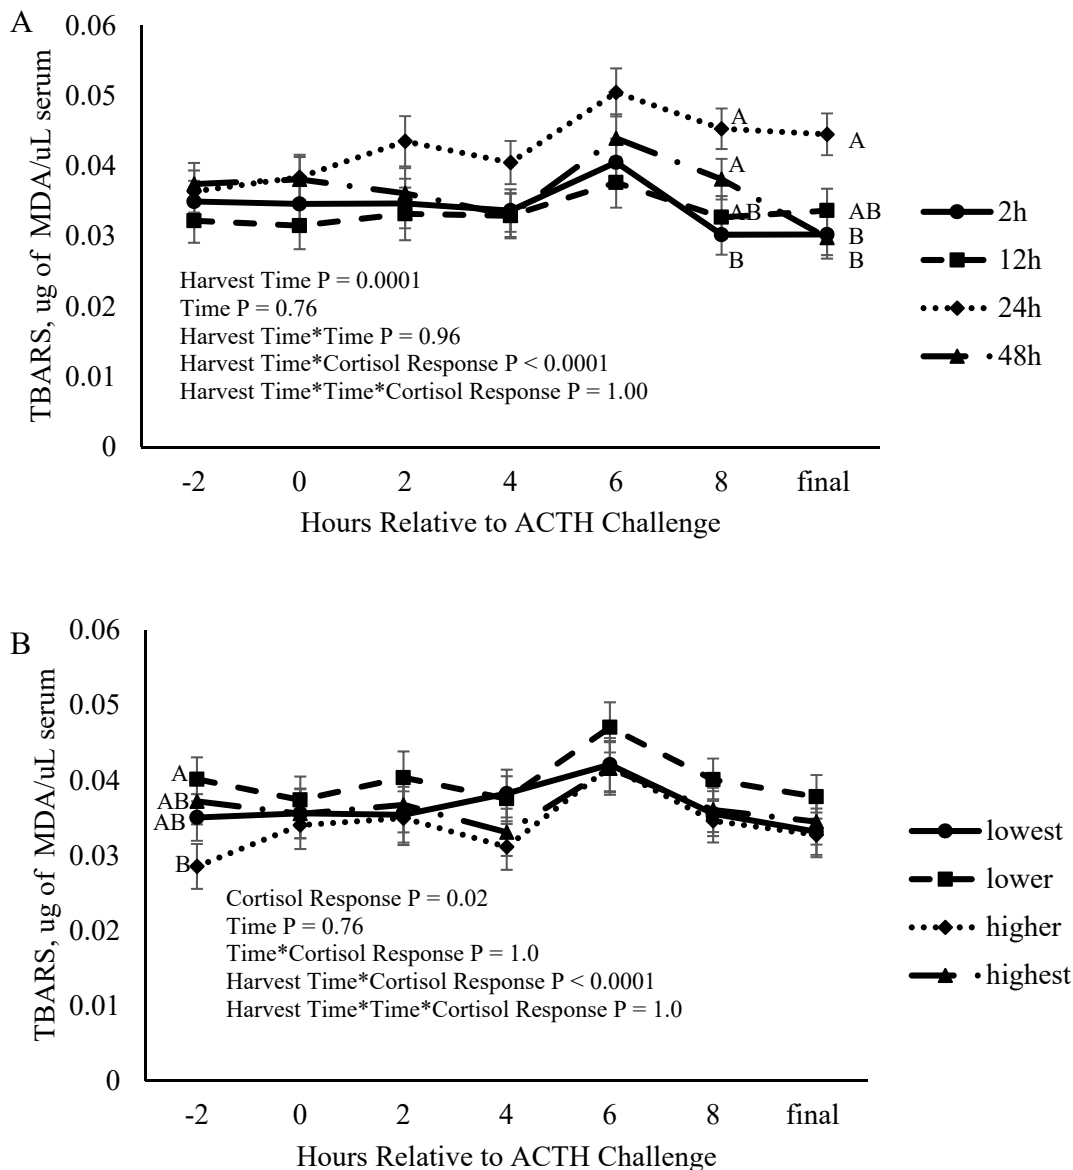 A
0.06
0.05
0.04
0.03
0.02
0.01
0
TBARS, ug of MDA/uL serum
A
A
A
AB
AB
B
B
B
Harvest Time P = 0.0001
Time P = 0.76
Harvest Time*Time P = 0.96
Harvest Time*Cortisol Response P < 0.0001
Harvest Time*Time*Cortisol Response P = 1.00
2h
12h
24h
48h
-2 0 2 4 6 8 final
Hours Relative to ACTH Challenge
B
0.06
0.05
0.04
0.03
0.02
0.01
0
TBARS, ug of MDA/uL serum
A
AB
AB
B
Cortisol Response P = 0.02
Time P = 0.76
Time*Cortisol Response P = 1.0
Harvest Time*Cortisol Response P < 0.0001
Harvest Time*Time*Cortisol Response P = 1.0
lowest
lower
higher
highest
-2 0 2 4 6 8 final
Hours Relative to ACTH Challenge